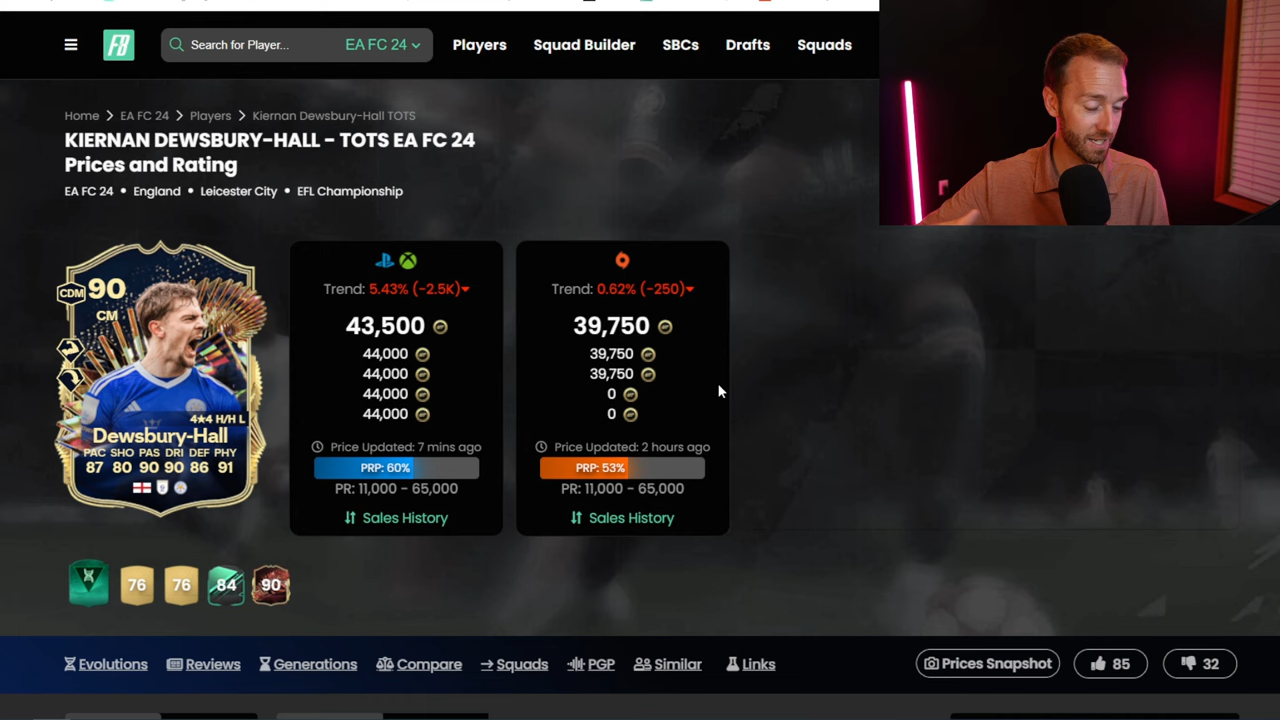 FB
Search for Player...
EA FC 24
Players
Squad Builder
SBCs
Drafts
Squads
Home > EA FC 24 > Players > Kiernan Dewsbury-Hall TOTS
KIERNAN DEWSBURY-HALL - TOTS EA FC 24
Prices and Rating
EA FC 24 • England • Leicester City • EFL Championship
90
CDM
CM
4★4 H/H L
Dewsbury-Hall
PAC SHO PAS DRI DEF PHY
87 80 90 90 86 91
Trend: 5.43% (-2.5K)
43,500
44,000
44,000
44,000
44,000
Price Updated: 7 mins ago
PRP: 60%
PR: 11,000 - 65,000
Sales History
Trend: 0.62% (-250)
39,750
39,750
39,750
0
0
Price Updated: 2 hours ago
PRP: 53%
PR: 11,000 - 65,000
Sales History
76
76
84
90
Evolutions
Reviews
Generations
Compare
Squads
PGP
Similar
Links
Prices Snapshot
85
32